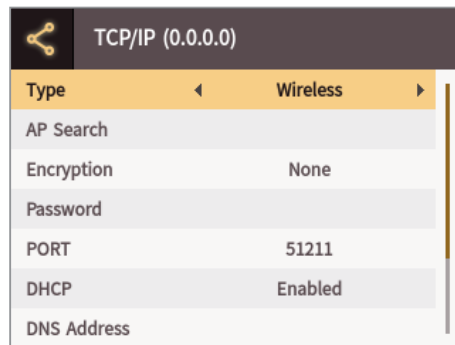 TCP/IP (0.0.0.0)
Type Wireless
AP Search
Encryption None
Password
PORT 51211
DHCP Enabled
DNS Address